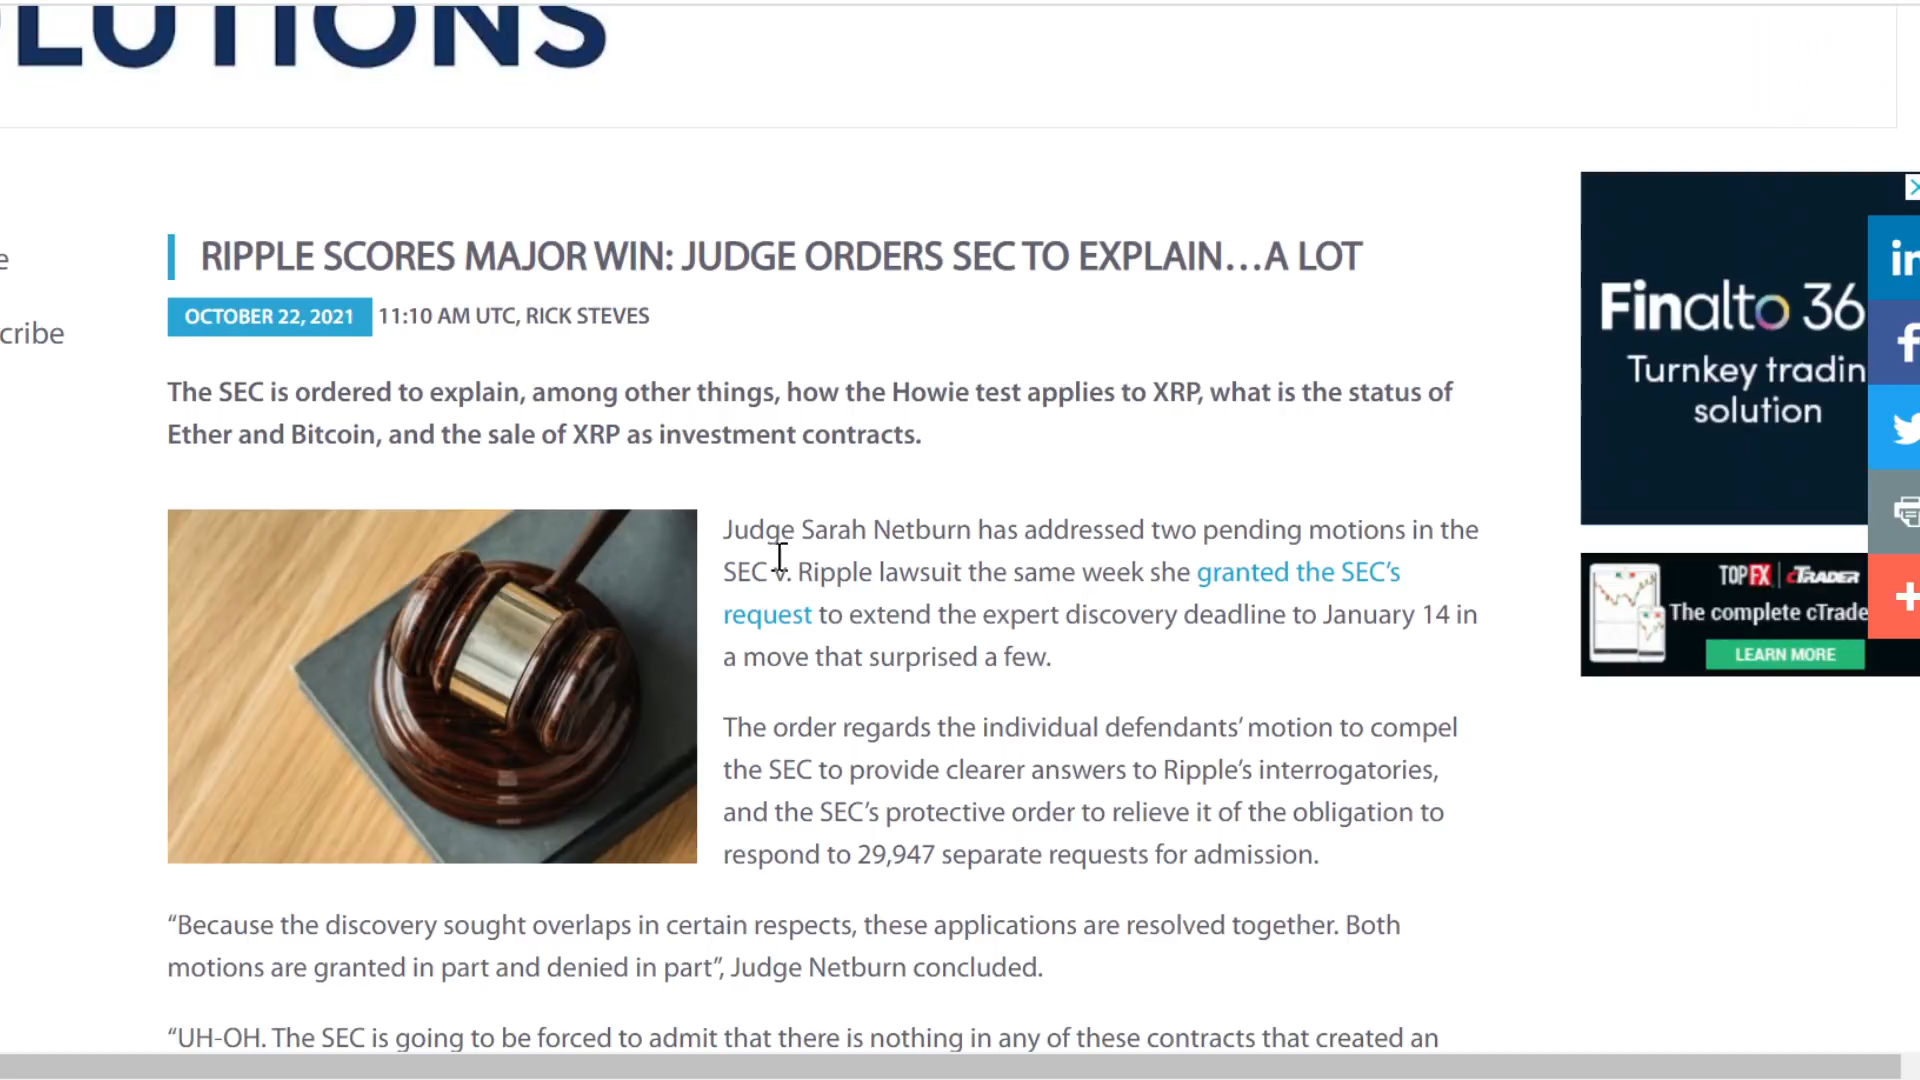 LUTIONS
RIPPLE SCORES MAJOR WIN: JUDGE ORDERS SEC TO EXPLAIN…A LOT
OCTOBER 22, 2021 11:10 AM UTC, RICK STEVES
e
cribe
The SEC is ordered to explain, among other things, how the Howie test applies to XRP, what is the status of
Ether and Bitcoin, and the sale of XRP as investment contracts.
Judge Sarah Netburn has addressed two pending motions in the
SEC v. Ripple lawsuit the same week she granted the SEC’s
request to extend the expert discovery deadline to January 14 in
a move that surprised a few.
The order regards the individual defendants’ motion to compel
the SEC to provide clearer answers to Ripple’s interrogatories,
and the SEC’s protective order to relieve it of the obligation to
respond to 29,947 separate requests for admission.
“Because the discovery sought overlaps in certain respects, these applications are resolved together. Both
motions are granted in part and denied in part”, Judge Netburn concluded.
“UH-OH. The SEC is going to be forced to admit that there is nothing in any of these contracts that created an
Finalto 36
Turnkey tradin
solution
TOPFX | cTRADER
The complete cTrade
LEARN MORE
in
f